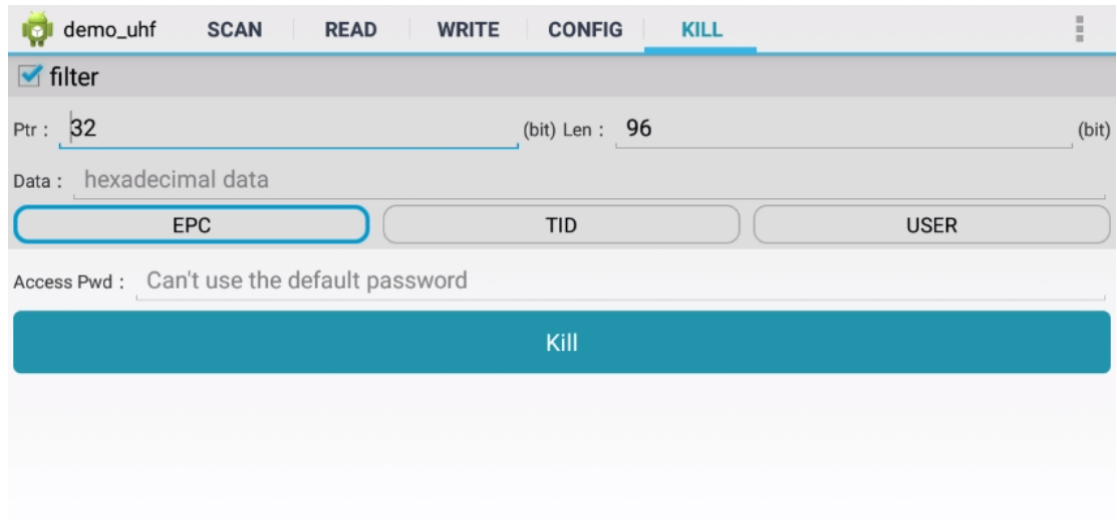 demo_uhf SCAN READ WRITE CONFIG KILL
filter
Ptr : 32 (bit) Len : 96 (bit)
Data : hexadecimal data
EPC TID USER
Access Pwd : Can't use the default password
Kill